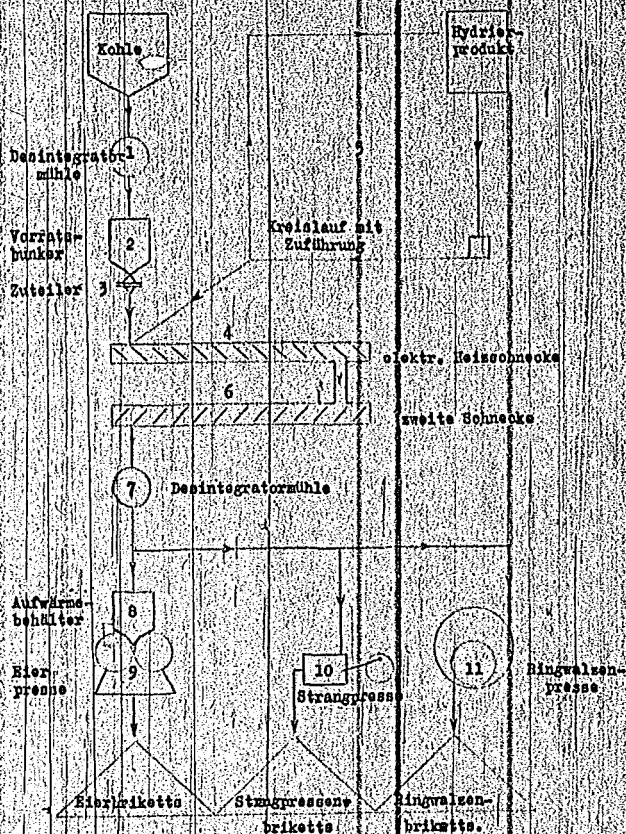 Kohle
Hydrier-
produkt
Desintegrator 1
mühle
5
Vorrats-
bunker
2
Kreislauf mit
Zuführung
Zuteiler 3
4
elektr. Heizschnecke
6
zweite Schnecke
7
Desintegratormühle
Aufwärme-
behälter
8
Eier-
presse
9
10
Strangpresse
11
Ringwalzen-
presse
Eierbriketts
Strangpressen-
briketts
Ringwalzen-
briketts.